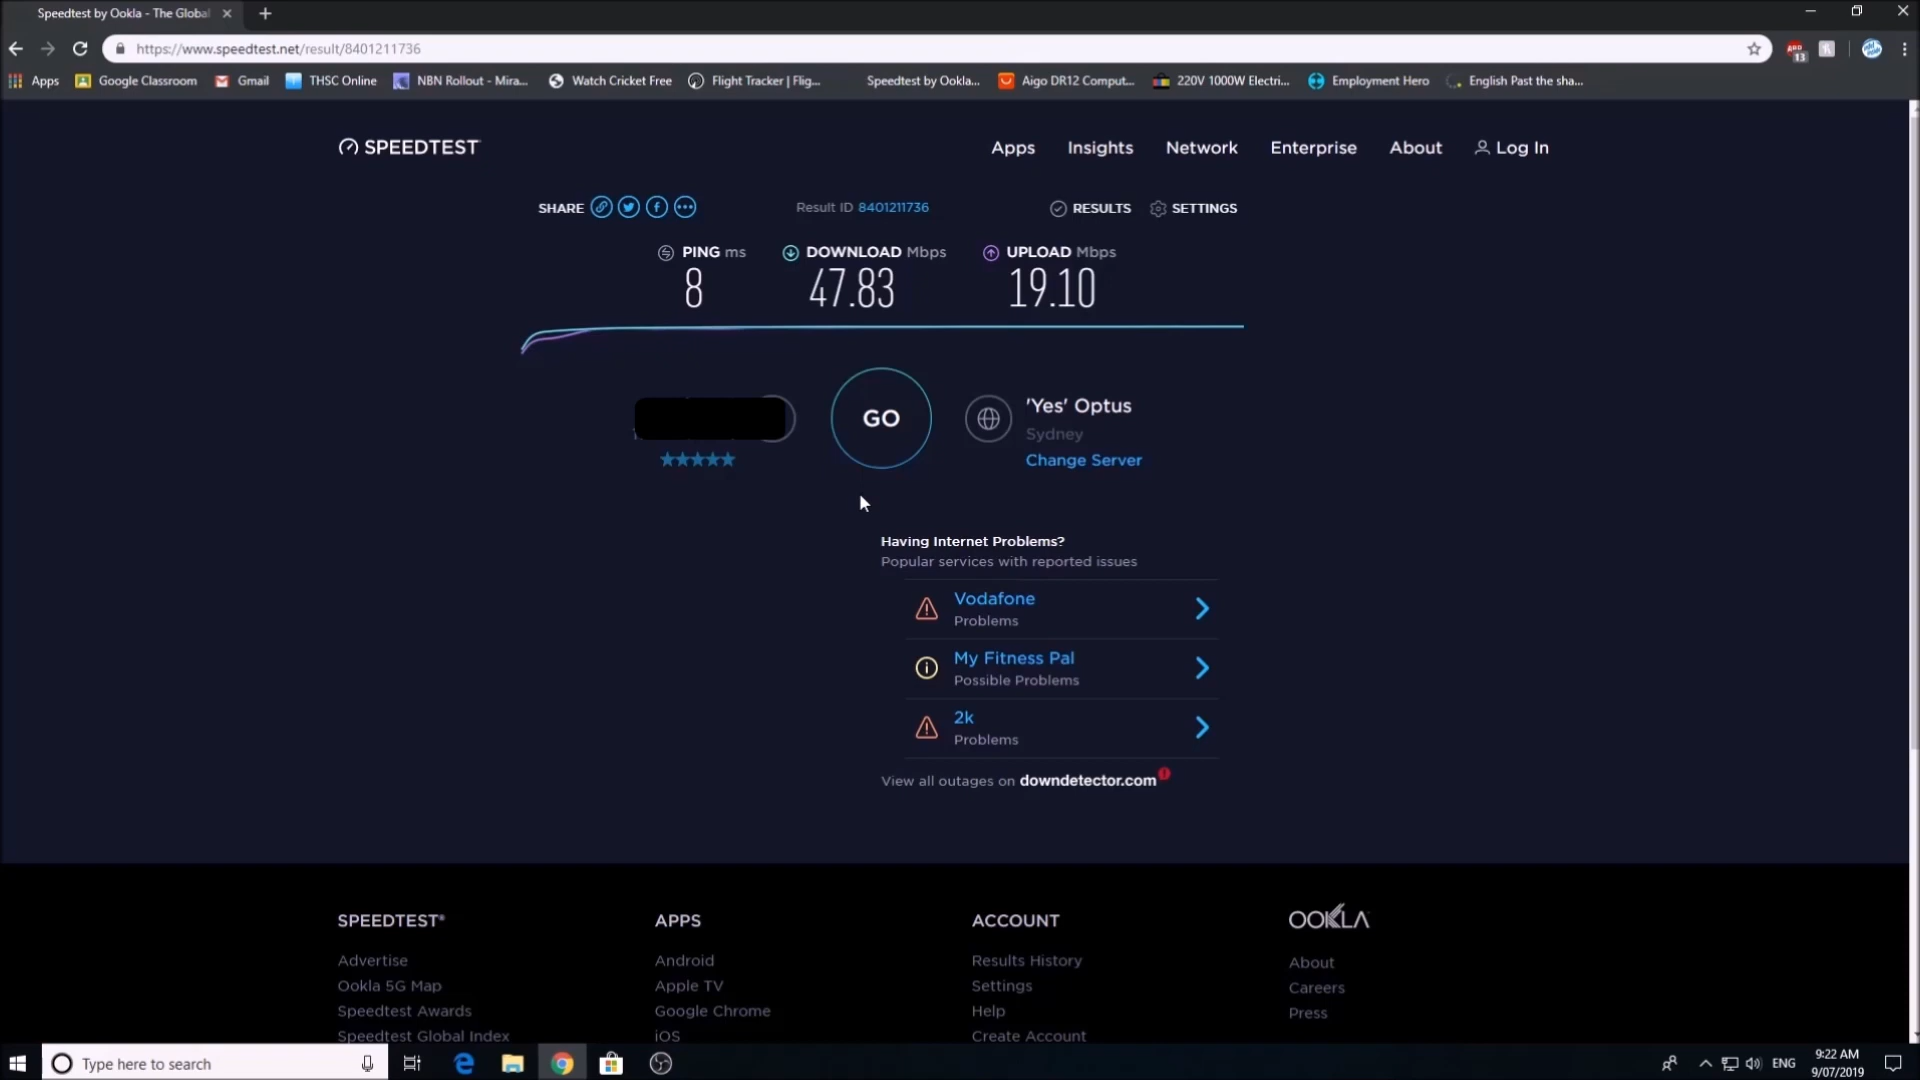 Speedtest by Ookla - The Global
https://www.speedtest.net/result/8401211736
ABP
13
Apps
Google Classroom
Gmail
THSC Online
NBN Rollout - Mira...
Watch Cricket Free
Flight Tracker | Flig...
Speedtest by Ookla...
Aigo DR12 Comput...
220V 1000W Electri...
Employment Hero
English Past the sha...
SPEEDTEST
Apps
Insights
Network
Enterprise
About
Log In
SHARE
Result ID 8401211736
RESULTS
SETTINGS
PING ms
DOWNLOAD Mbps
UPLOAD Mbps
8
47.83
19.10
GO
'Yes' Optus
Sydney
Change Server
Having Internet Problems?
Popular services with reported issues
Vodafone
Problems
My Fitness Pal
Possible Problems
2k
Problems
View all outages on downdetector.com
SPEEDTEST®
Advertise
Ookla 5G Map
Speedtest Awards
Speedtest Global Index
APPS
Android
Apple TV
Google Chrome
iOS
ACCOUNT
Results History
Settings
Help
Create Account
OOKLA
About
Careers
Press
Type here to search
ENG
9:22 AM
9/07/2019